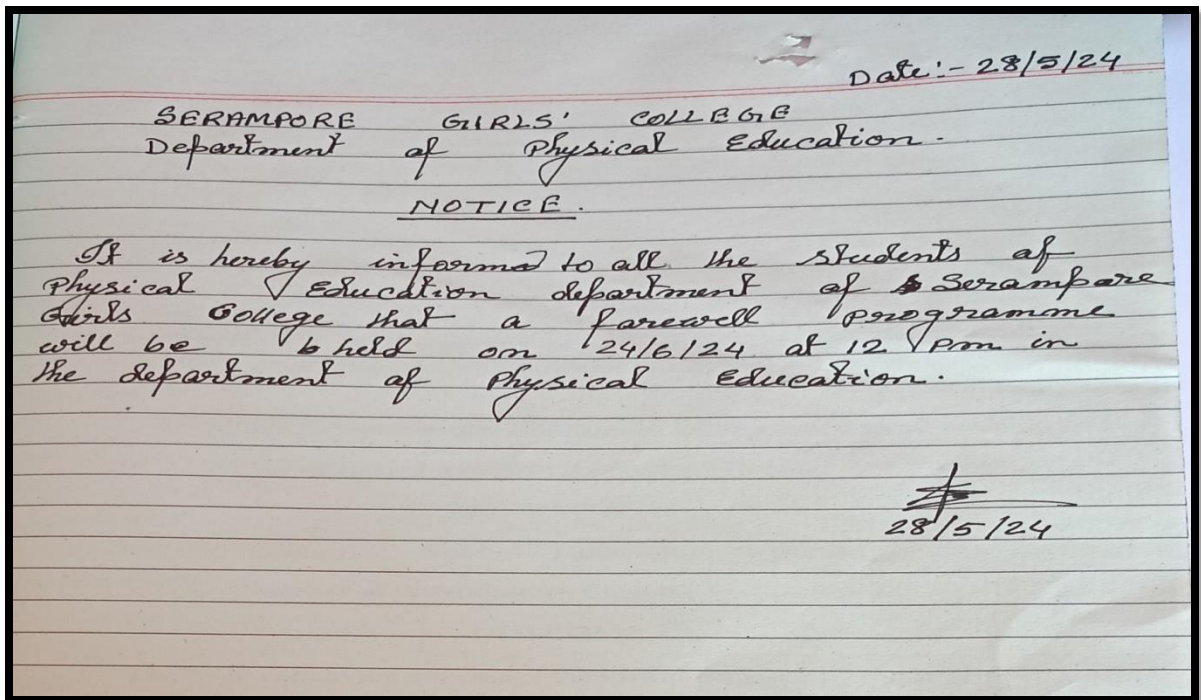 Date:- 28/5/24
SERAMPORE GIRLS' COLLEGE
Department of Physical Education.
NOTICE.
It is hereby informed to all the students of
Physical Education department of Serampore
Girls College that a farewell programme
will be held on 24/6/24 at 12 pm in
the department of Physical Education.
28/5/24